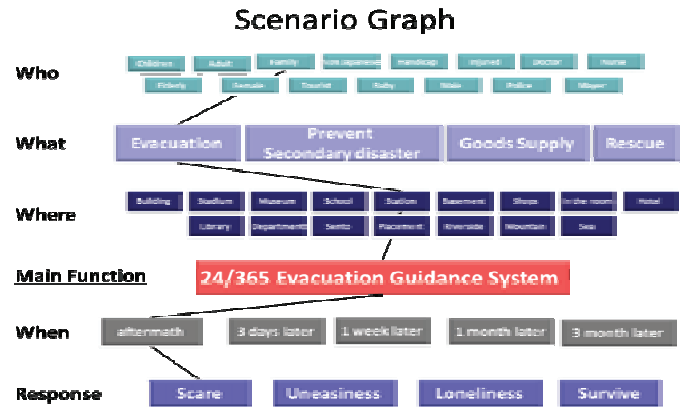 Scenario Graph
Who
Children Adult Family Non Japanese Handicap Injured Doctor Nurse
Elderly Female Tourist Baby Male Police Mayor
What
Evacuation Prevent Secondary disaster Goods Supply Rescue
Where
Building Stadium Museum School Station Basement Shops In the room Hotel
Library Department Sento Placement Riverside Mountain Sea
Main Function
24/365 Evacuation Guidance System
When
aftermath 3 days later 1 week later 1 month later 3 month later
Response
Scare Uneasiness Loneliness Survive